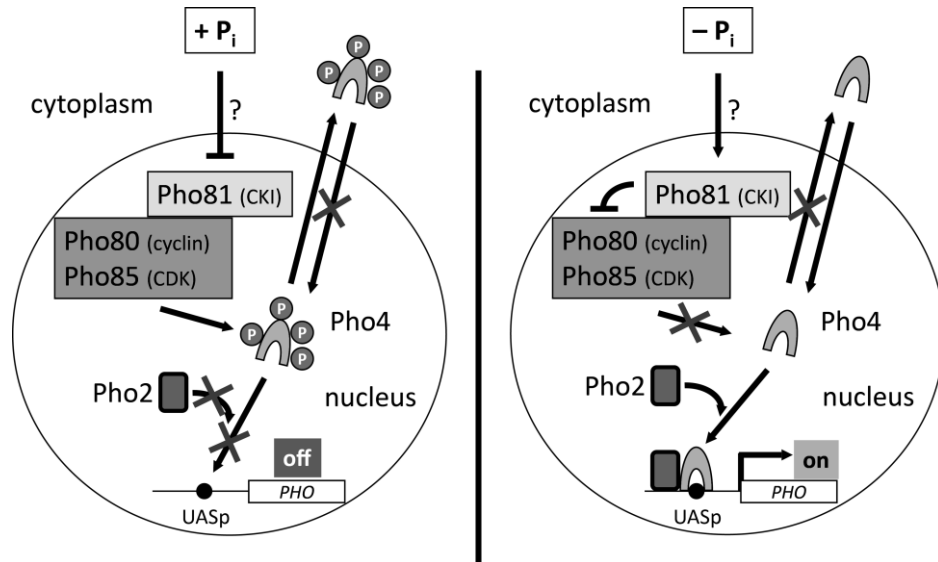 + Pi
cytoplasm
?
P
P
P
P
Pho81 (CKI)
Pho80 (cyclin)
Pho85 (CDK)
P
P
P
P
Pho4
Pho2
nucleus
off
PHO
UASp
– Pi
cytoplasm
?
Pho81 (CKI)
Pho80 (cyclin)
Pho85 (CDK)
Pho4
Pho2
nucleus
on
PHO
UASp